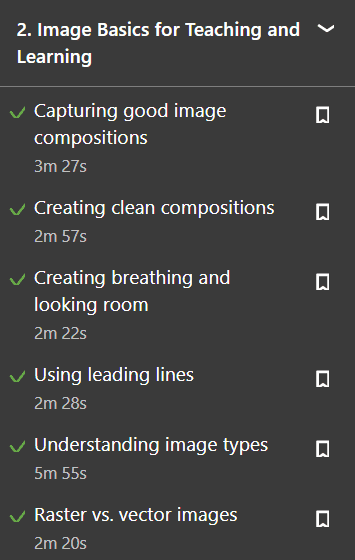 2. Image Basics for Teaching and
Learning
Capturing good image
compositions
3m 27s
Creating clean compositions
2m 57s
Creating breathing and
looking room
2m 22s
Using leading lines
2m 28s
Understanding image types
5m 55s
Raster vs. vector images
2m 20s